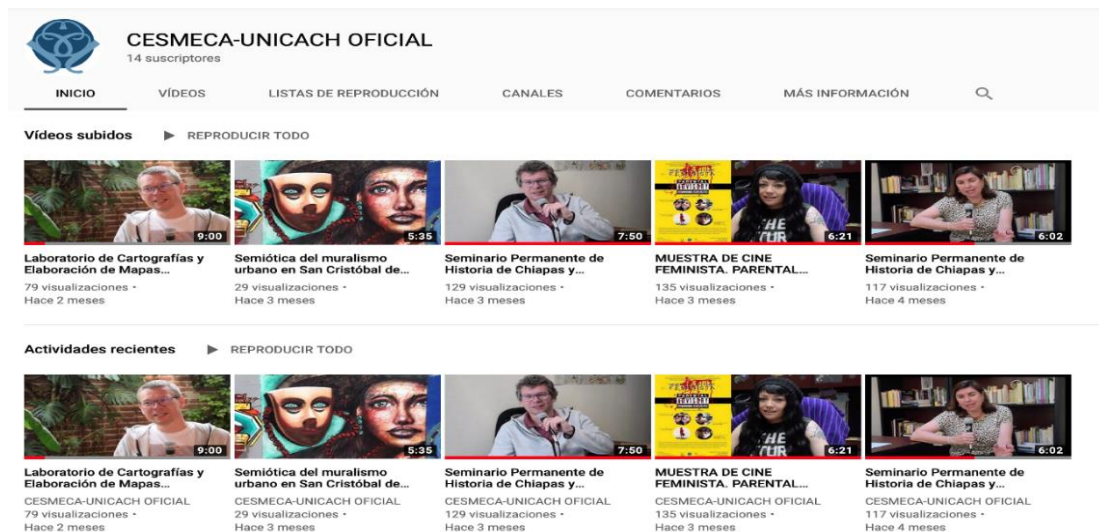 CESMECA-UNICACH OFICIAL
14 suscriptores
INICIO VÍDEOS LISTAS DE REPRODUCCIÓN CANALES COMENTARIOS MÁS INFORMACIÓN
Vídeos subidos REPRODUCIR TODO
9:00 5:35 7:50 6:21 6:02
Laboratorio de Cartografías y Semiótica del muralismo Seminario Permanente de MUESTRA DE CINE Seminario Permanente de
Elaboración de Mapas... urbano en San Cristóbal de... Historia de Chiapas y... FEMINISTA. PARENTAL... Historia de Chiapas y...
79 visualizaciones • 29 visualizaciones • 129 visualizaciones • 135 visualizaciones • 117 visualizaciones •
Hace 2 meses Hace 3 meses Hace 3 meses Hace 3 meses Hace 4 meses
Actividades recientes REPRODUCIR TODO
9:00 5:35 7:50 6:21 6:02
Laboratorio de Cartografías y Semiótica del muralismo Seminario Permanente de MUESTRA DE CINE Seminario Permanente de
Elaboración de Mapas... urbano en San Cristóbal de... Historia de Chiapas y... FEMINISTA. PARENTAL... Historia de Chiapas y...
CESMECA-UNICACH OFICIAL CESMECA-UNICACH OFICIAL CESMECA-UNICACH OFICIAL CESMECA-UNICACH OFICIAL CESMECA-UNICACH OFICIAL
79 visualizaciones • 29 visualizaciones • 129 visualizaciones • 135 visualizaciones • 117 visualizaciones •
Hace 2 meses Hace 3 meses Hace 3 meses Hace 3 meses Hace 4 meses